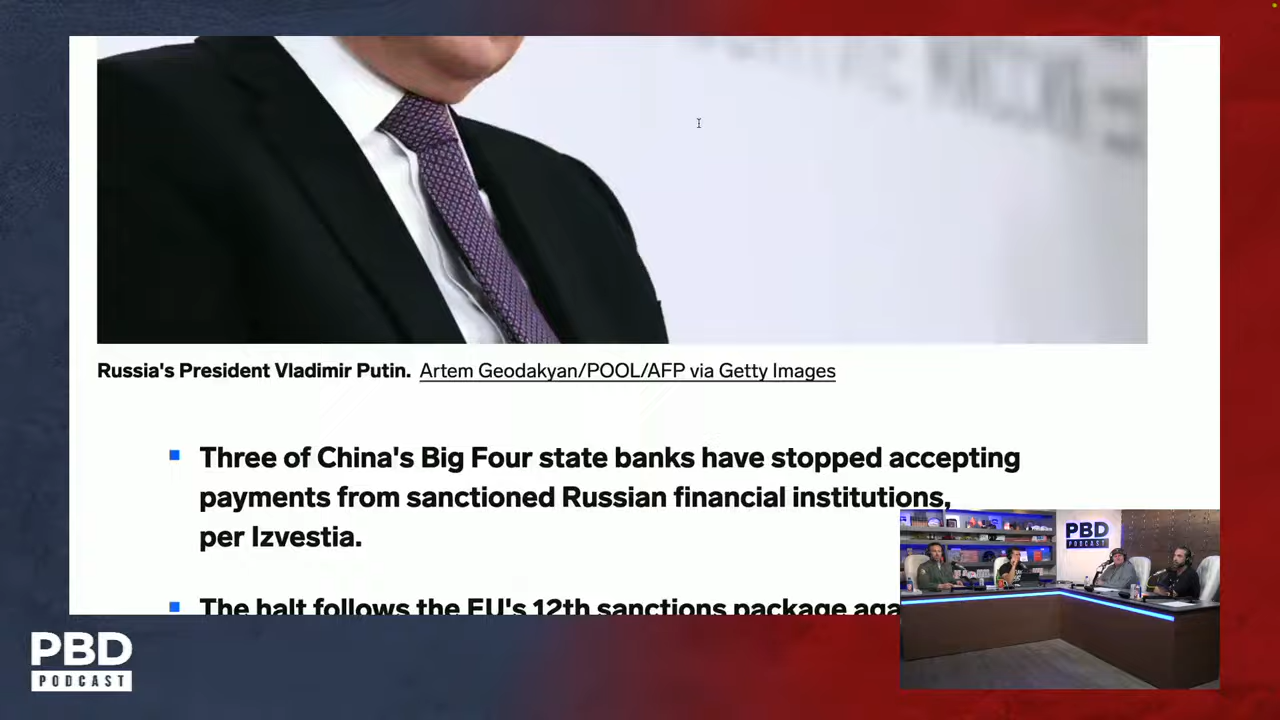 Russia's President Vladimir Putin. Artem Geodakyan/POOL/AFP via Getty Images
Three of China's Big Four state banks have stopped accepting
payments from sanctioned Russian financial institutions,
per Izvestia.
The halt follows the EU's 12th sanctions package aga
PBD
PODCAST
PBD
PODCAST